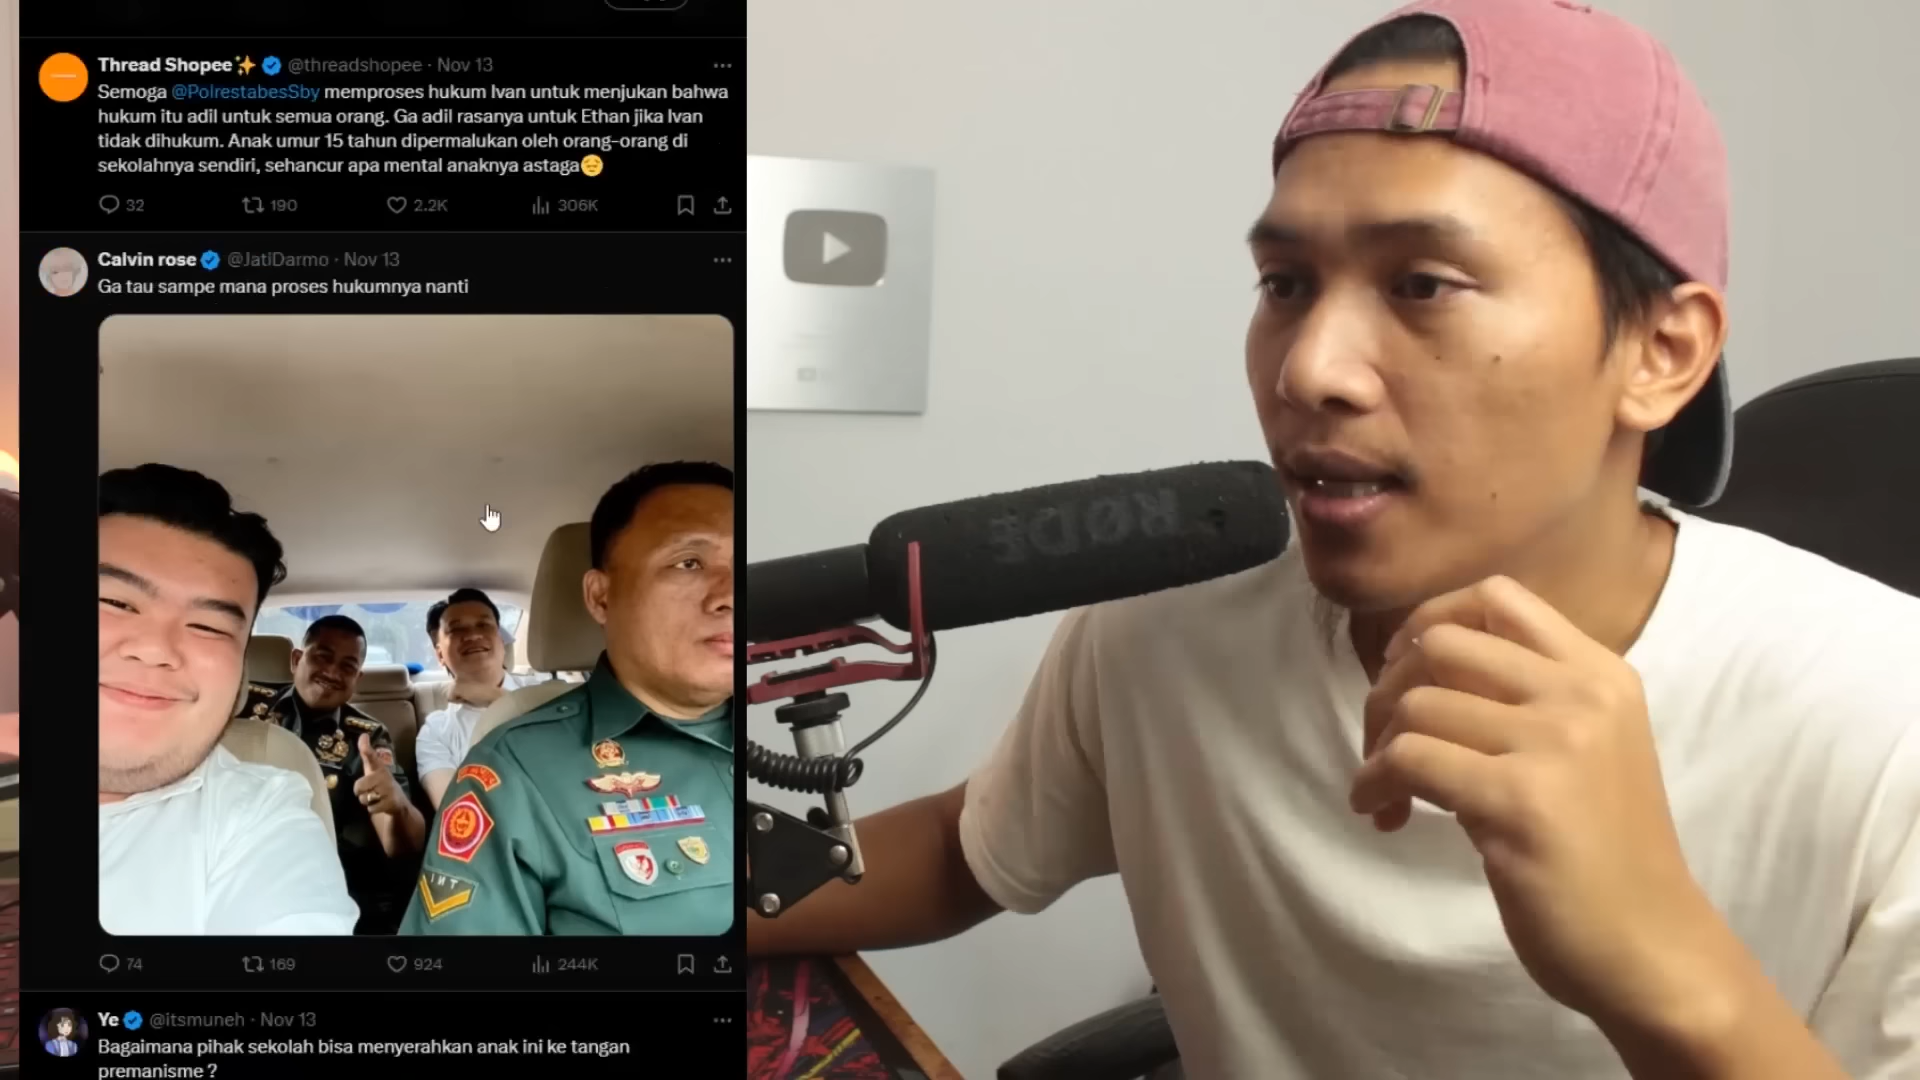 Thread Shopee✨ @threadshopee · Nov 13
Semoga @PolrestabesSby memproses hukum Ivan untuk menjukan bahwa
hukum itu adil untuk semua orang. Ga adil rasanya untuk Ethan jika Ivan
tidak dihukum. Anak umur 15 tahun dipermalukan oleh orang-orang di
sekolahnya sendiri, sehancur apa mental anaknya astaga😔
32 190 2.2K 306K
Calvin rose @JatiDarmo · Nov 13
Ga tau sampe mana proses hukumnya nanti
TNI
RØDE
74 169 924 244K
Ye @itsmuneh · Nov 13
Bagaimana pihak sekolah bisa menyerahkan anak ini ke tangan
premanisme ?